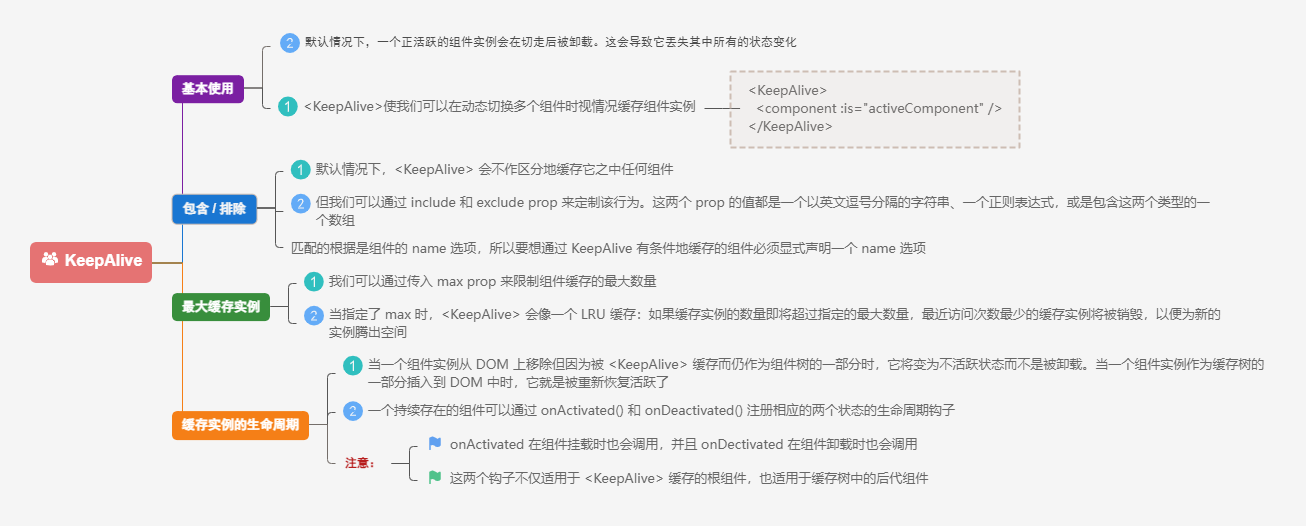 KeepAlive
基本使用
2 默认情况下，一个正活跃的组件实例会在切走后被卸载。这会导致它丢失其中所有的状态变化
1 <KeepAlive>使我们可以在动态切换多个组件时视情况缓存组件实例
<KeepAlive>
<component :is="activeComponent" />
</KeepAlive>
包含 / 排除
1 默认情况下，<KeepAlive> 会不作区分地缓存它之中任何组件
2 但我们可以通过 include 和 exclude prop 来定制该行为。这两个 prop 的值都是一个以英文逗号分隔的字符串、一个正则表达式，或是包含这两个类型的一
个数组
匹配的根据是组件的 name 选项，所以要想通过 KeepAlive 有条件地缓存的组件必须显式声明一个 name 选项
最大缓存实例
1 我们可以通过传入 max prop 来限制组件缓存的最大数量
2 当指定了 max 时，<KeepAlive> 会像一个 LRU 缓存：如果缓存实例的数量即将超过指定的最大数量，最近访问次数最少的缓存实例将被销毁，以便为新的
实例腾出空间
缓存实例的生命周期
1 当一个组件实例从 DOM 上移除但因为被 <KeepAlive> 缓存而仍作为组件树的一部分时，它将变为不活跃状态而不是被卸载。当一个组件实例作为缓存树的
一部分插入到 DOM 中时，它就是被重新恢复活跃了
2 一个持续存在的组件可以通过 onActivated() 和 onDeactivated() 注册相应的两个状态的生命周期钩子
注意：
onActivated 在组件挂载时也会调用，并且 onDectivated 在组件卸载时也会调用
这两个钩子不仅适用于 <KeepAlive> 缓存的根组件，也适用于缓存树中的后代组件